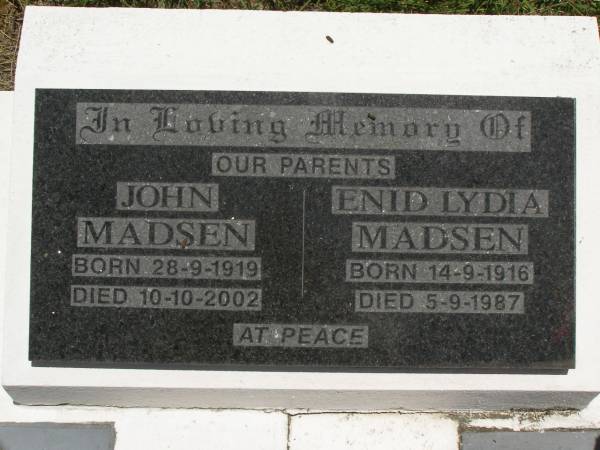 In Loving Memory Of
OUR PARENTS
JOHN
MADSEN
BORN 28-9-1919
DIED 10-10-2002
ENID LYDIA
MADSEN
BORN 14-9-1916
DIED 5-9-1987
AT PEACE